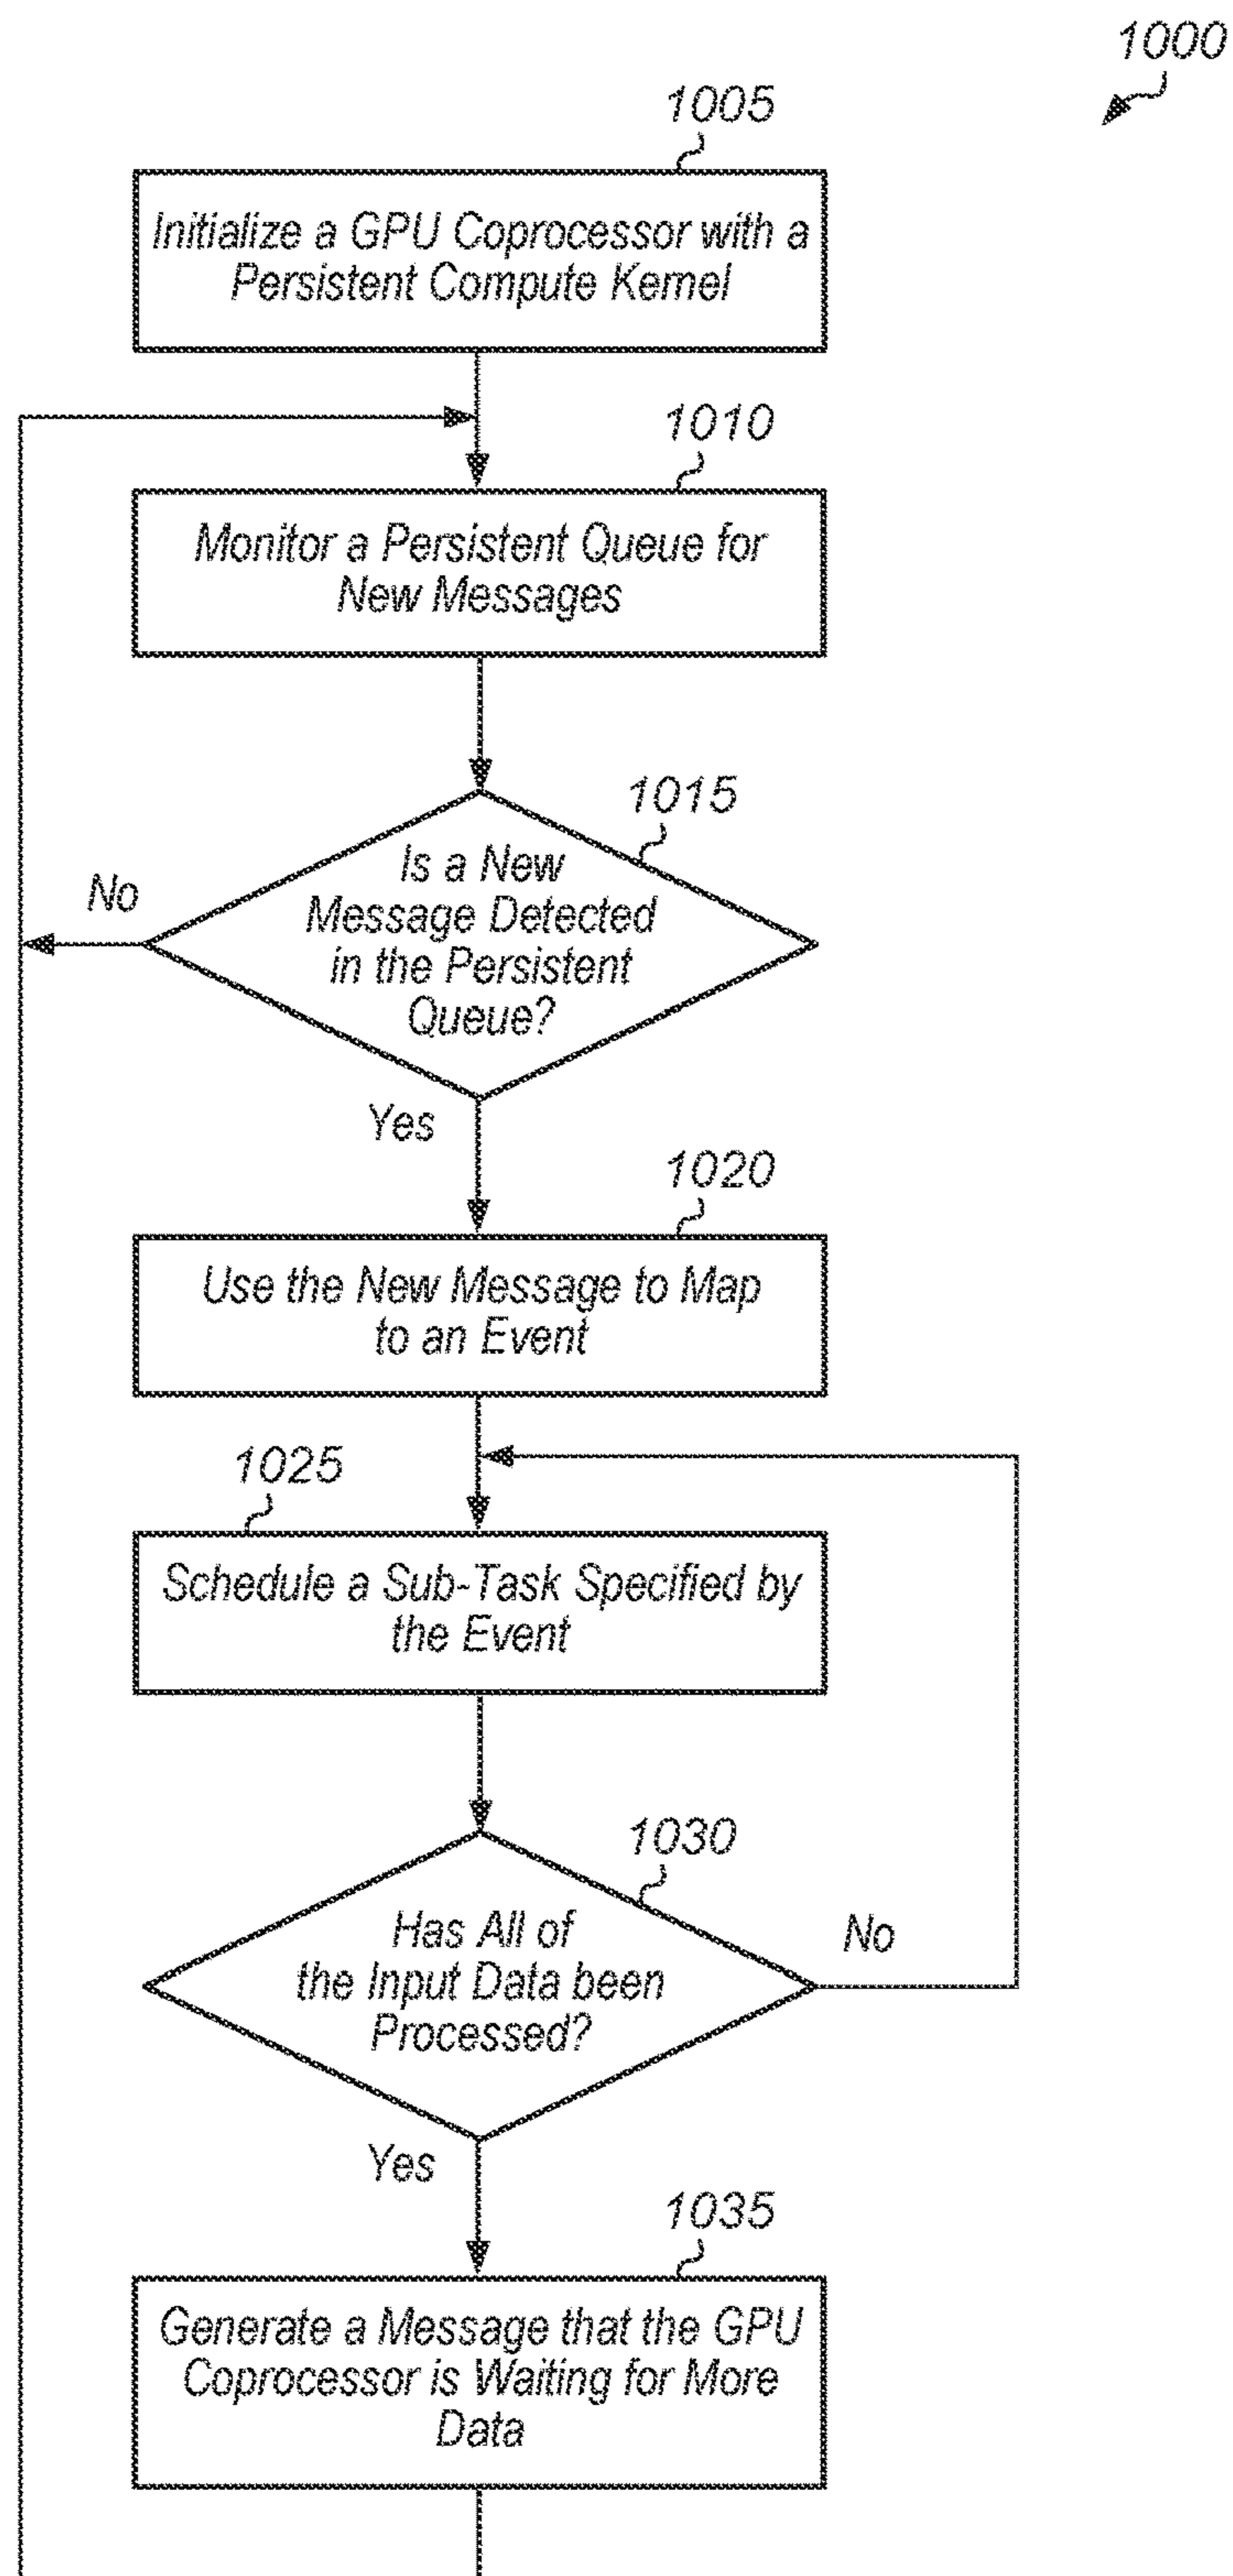 1000
1005
Initialize a GPU Coprocessor with a
Persistent Compute Kernel
1010
Monitor a Persistent Queue for
New Messages
1015
Is a New
Message Detected
in the Persistent
Queue?
No
Yes
1020
Use the New Message to Map
to an Event
1025
Schedule a Sub-Task Specified by
the Event
1030
Has All of
the Input Data been
Processed?
No
Yes
1035
Generate a Message that the GPU
Coprocessor is Waiting for More
Data